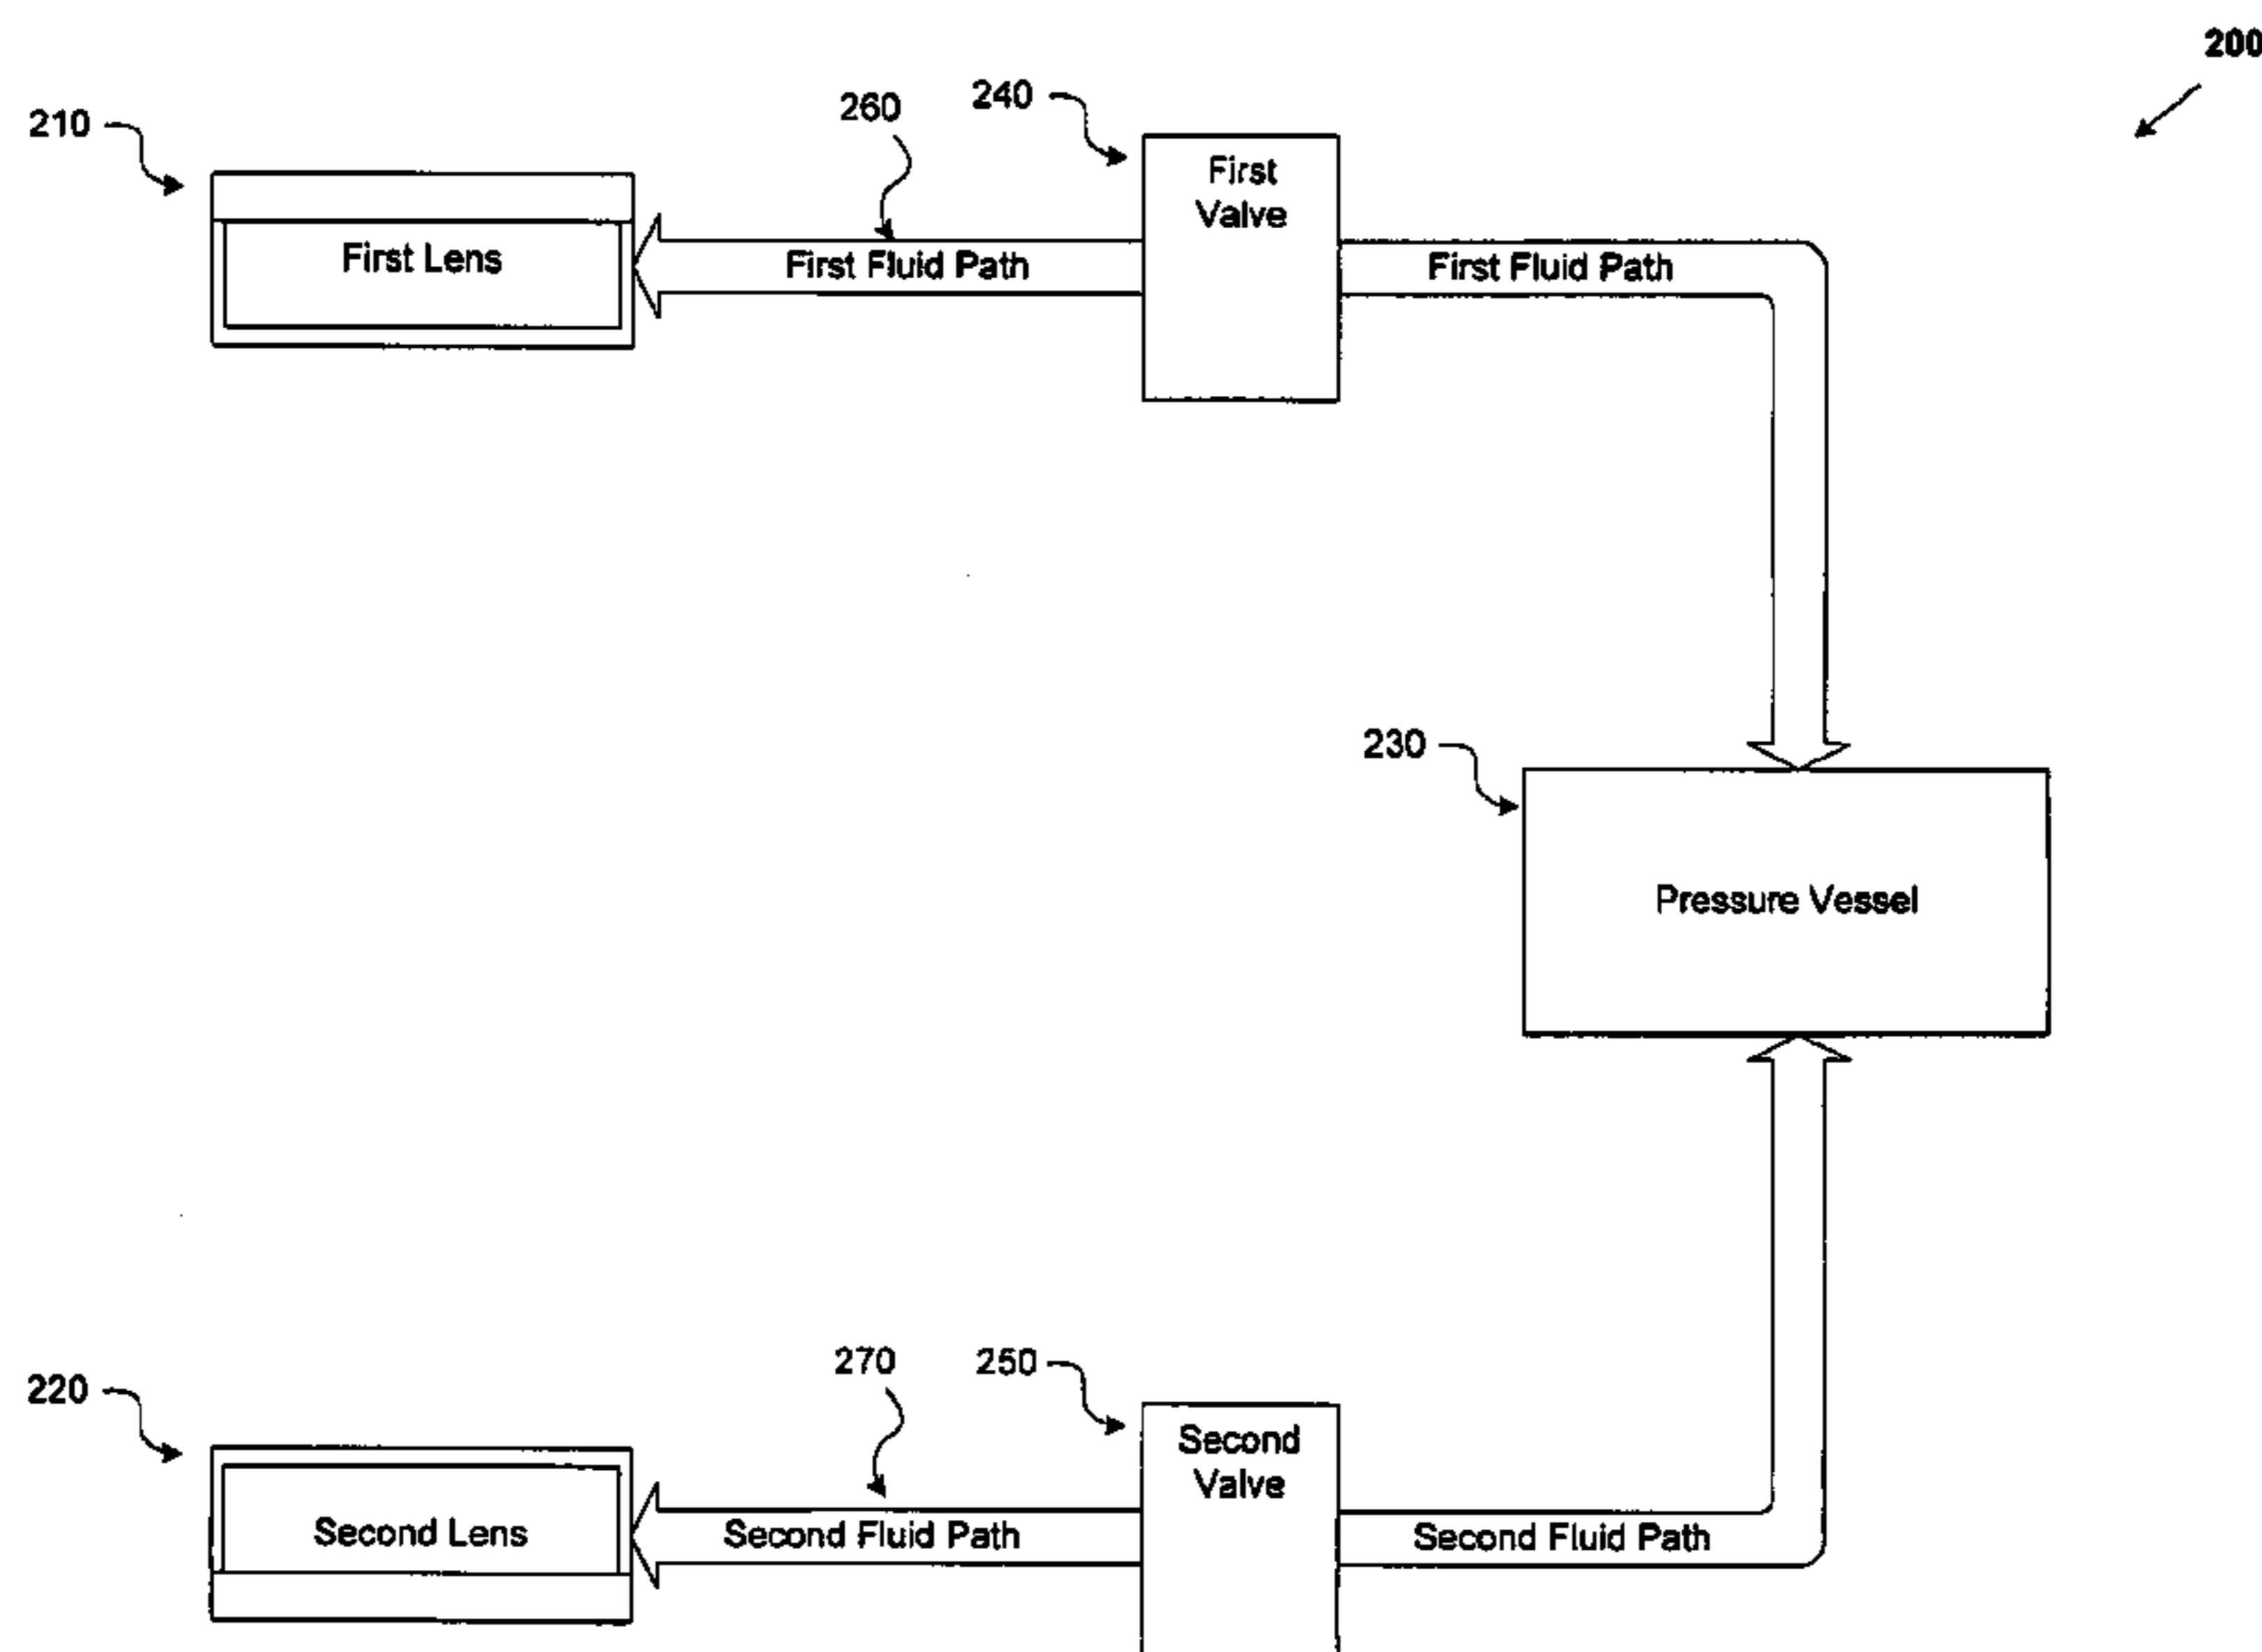 200
210
260
240
First
Valve
First Lens
First Fluid Path
First Fluid Path
230
Pressure Vessel
220
270
250
Second
Valve
Second Lens
Second Fluid Path
Second Fluid Path